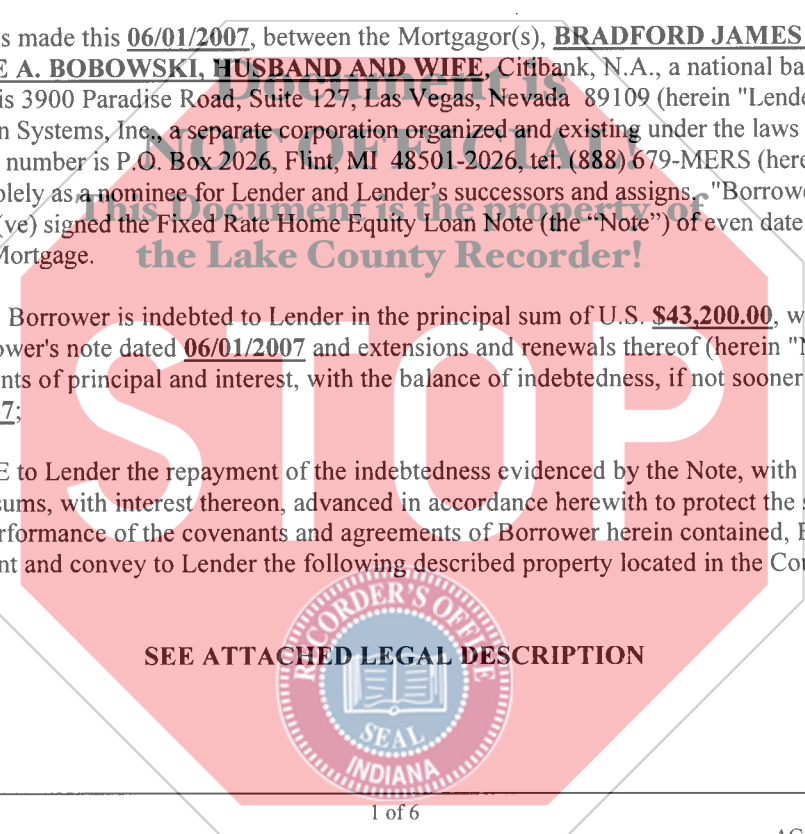 s made this 06/01/2007, between the Mortgagor(s), BRADFORD JAMES
E A. BOBOWSKI, HUSBAND AND WIFE, Citibank, N.A., a national ba
is 3900 Paradise Road, Suite 127, Las Vegas, Nevada 89109 (herein "Lende
n Systems, Inc., a separate corporation organized and existing under the laws
number is P.O. Box 2026, Flint, MI 48501-2026, tel. (888) 679-MERS (here
olely as a nominee for Lender and Lender's successors and assigns. "Borrowe
(ve) signed the Fixed Rate Home Equity Loan Note (the "Note") of even date
Mortgage.
Document is
NOT OFFICIAL!
This Document is the property of
the Lake County Recorder!
Borrower is indebted to Lender in the principal sum of U.S. $43,200.00, w
ower's note dated 06/01/2007 and extensions and renewals thereof (herein "N
nts of principal and interest, with the balance of indebtedness, if not sooner
7;
STOP
E to Lender the repayment of the indebtedness evidenced by the Note, with
sums, with interest thereon, advanced in accordance herewith to protect the s
rformance of the covenants and agreements of Borrower herein contained, B
nt and convey to Lender the following described property located in the Cou
SEE ATTACHED LEGAL DESCRIPTION
RECORDER'S OFFICE
SEAL
INDIANA
1 of 6